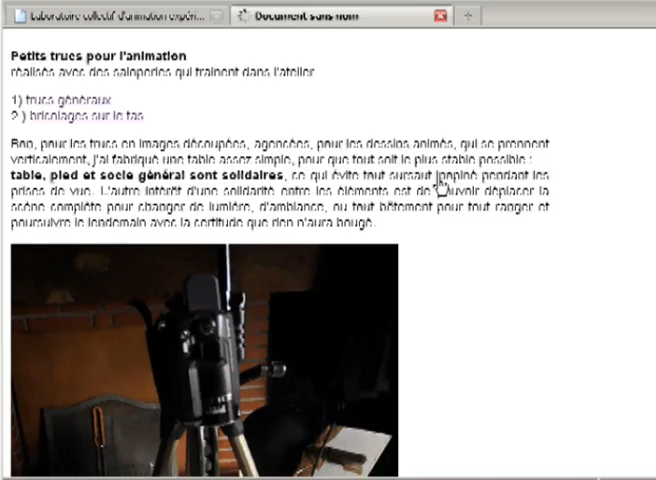 Laboratoire collectif d'animation expéri...
Document sans nom
Petits trucs pour l'animation
réalisés avec des saloperies qui trainent dans l'atelier
1) trucs généraux
2 ) bricolages sur le tas
Bon, pour les trucs en images découpées, agencées, pour les dessins animés, qui se prennent
verticalement, j'ai fabriqué une table assez simple, pour que tout soit le plus stable possible :
table, pied et socle général sont solidaires, ce qui évite tout sursaut inopiné pendant les
prises de vue. L'autre intérêt d'une solidarité entre les éléments est de pouvoir déplacer la
scène complète pour changer de lumière, d'ambiance, ou tout bêtement pour tout ranger et
poursuivre le lendemain avec la certitude que rien n'aura bougé.